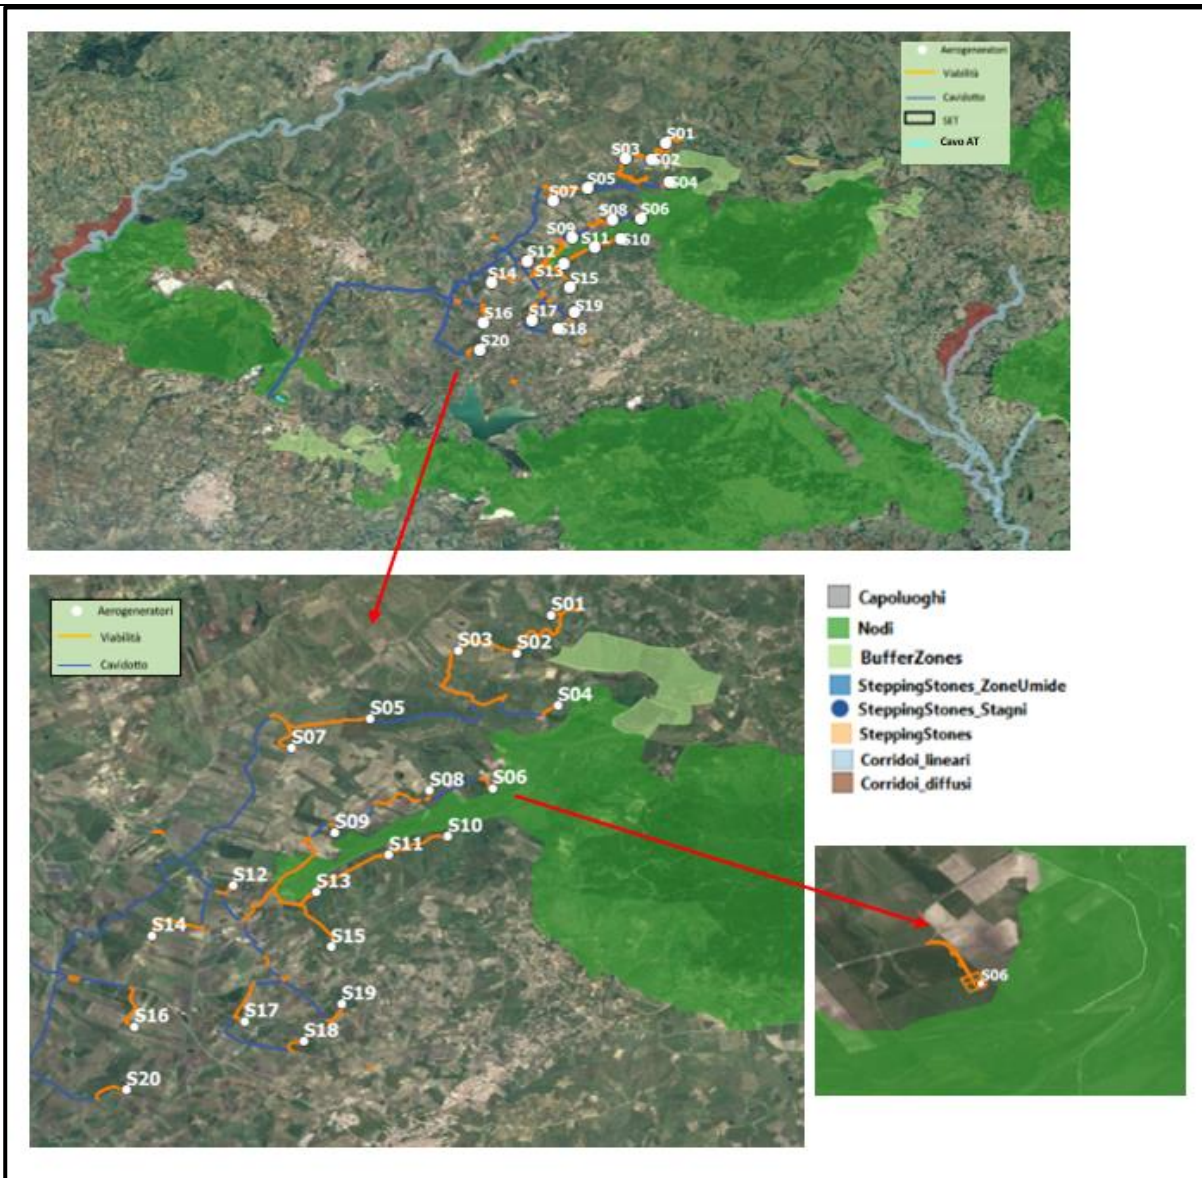 Aerogeneratori
Viabilità
Cavidotto
SET
Cavo AT
S01
S03
S02
S04
S05
S07
S08
S06
S09
S11
S10
S12
S13
S14
S15
S16
S17
S19
S18
S20
Aerogeneratori
Viabilità
Cavidotto
S01
S03
S02
S04
S05
S07
S08
S06
S09
S10
S11
S12
S13
S14
S15
S19
S16
S17
S18
S20
Capoluoghi
Nodi
BufferZones
SteppingStones_ZoneUmide
SteppingStones_Stagni
SteppingStones
Corridoi_lineari
Corridoi_diffusi
S06